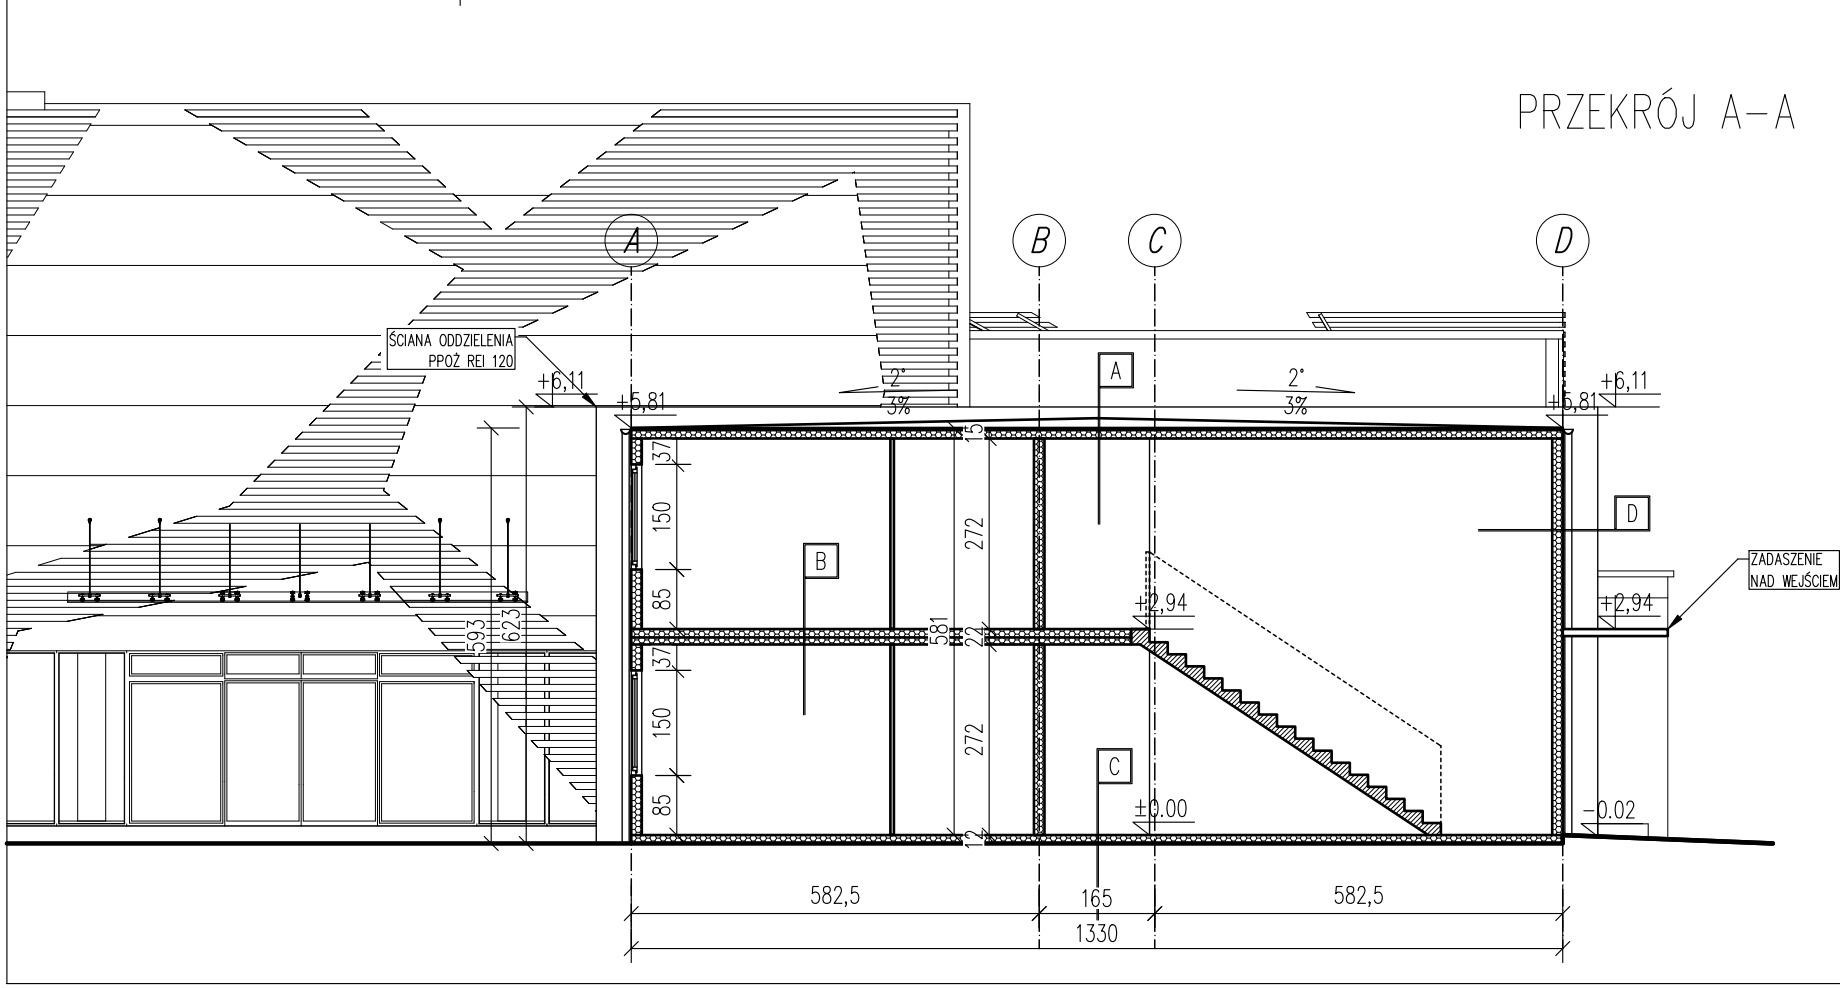 PRZEKRÓJ A-A
A
B
C
D
ŚCIANA ODDZIELENIA
PPOŻ REI 120
+6,11
+5,81
2°
3%
A
2°
3%
+6,11
+5,81
15
37
150
272
85
B
D
ZADASZENIE
NAD WEJŚCIEM
+2,94
+2,94
593
623
581
22
37
150
272
85
C
±0.00
-0.02
12
582,5
165
582,5
1330